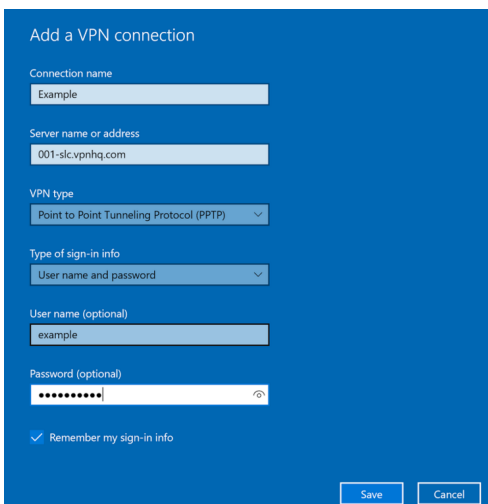 Add a VPN connection
Connection name
Example
Server name or address
001-slc.vpnhq.com
VPN type
Point to Point Tunneling Protocol (PPTP)
Type of sign-in info
User name and password
User name (optional)
example
Password (optional)
●●●●●●●●●●
Remember my sign-in info
Save Cancel